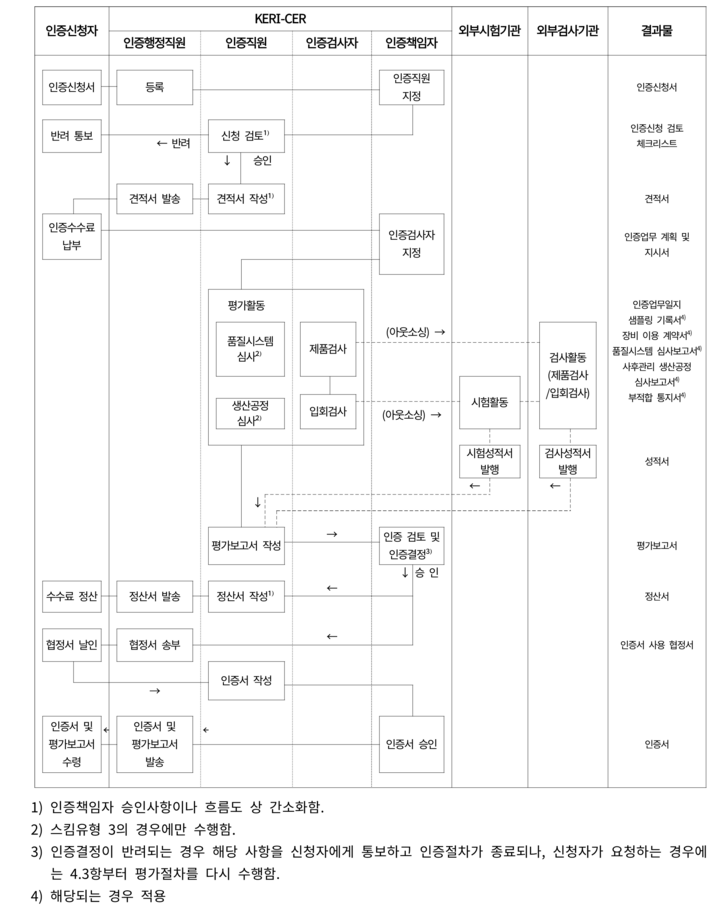 KERI-CER
인증신청자 인증행정직원 인증직원 인증검사자 인증책임자 외부시험기관 외부검사기관 결과물
인증신청서 등록 인증직원 인증신청서
지정
반려 통보 ← 반려 신청 검토1) 인증신청 검토
체크리스트
↓ 승인
견적서 발송 견적서 작성1) 견적서
인증수수료 인증검사자 인증업무 계획 및
납부 지정 지시서
평가활동
품질시스템
심사2)
제품검사
생산공정
심사2)
입회검사
(아웃소싱) →
(아웃소싱) →
시험활동
검사활동
(제품검사
/입회검사)
인증업무일지
샘플링 기록서4)
장비 이용 계약서4)
품질시스템 심사보고서4)
사후관리 생산공정
심사보고서4)
부적합 통지서4)
시험성적서 검사성적서 성적서
발행 발행
← ←
↓
평가보고서 작성 → 인증 검토 및 평가보고서
인증결정3)
↓ 승 인
수수료 정산 정산서 발송 정산서 작성1) ← 정산서
협정서 날인 협정서 송부 ← 인증서 사용 협정서
→ 인증서 작성
인증서 및 ← 인증서 및 ← 인증서 승인 인증서
평가보고서 평가보고서
수령 발송
1) 인증책임자 승인사항이나 흐름도 상 간소화함.
2) 스킴유형 3의 경우에만 수행함.
3) 인증결정이 반려되는 경우 해당 사항을 신청자에게 통보하고 인증절차가 종료되나, 신청자가 요청하는 경우에
는 4.3항부터 평가절차를 다시 수행함.
4) 해당되는 경우 적용